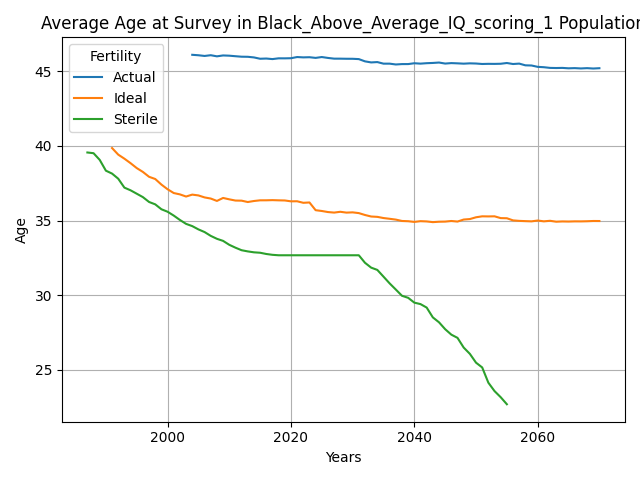 Average Age at Survey in Black_Above_Average_IQ_scoring_1 Population
Fertility
Actual
Ideal
Sterile
45
40
35
30
25
Age
2000
2020
2040
2060
Years